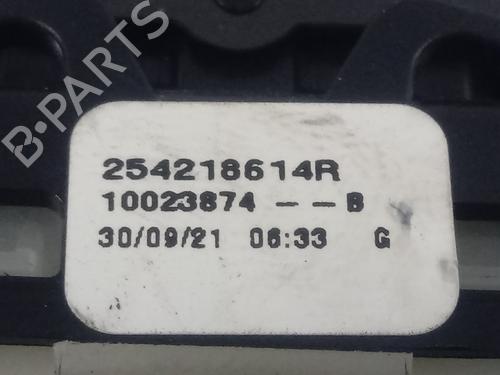 B-PARTS
254218614R
10023874 -- B
30/09/21 06:33 G